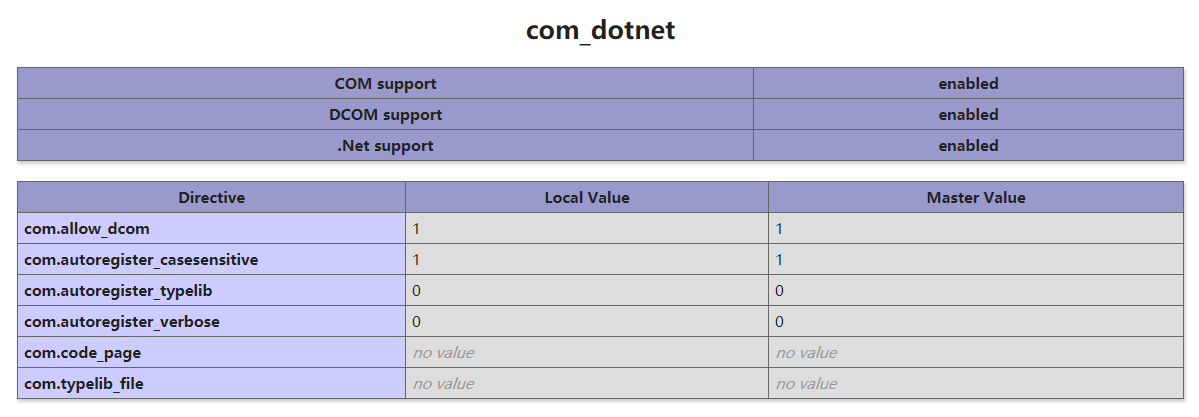 com_dotnet
COM support enabled
DCOM support enabled
.Net support enabled
Directive Local Value Master Value
com.allow_dcom 1 1
com.autoregister_casesensitive 1 1
com.autoregister_typelib 0 0
com.autoregister_verbose 0 0
com.code_page no value no value
com.typelib_file no value no value